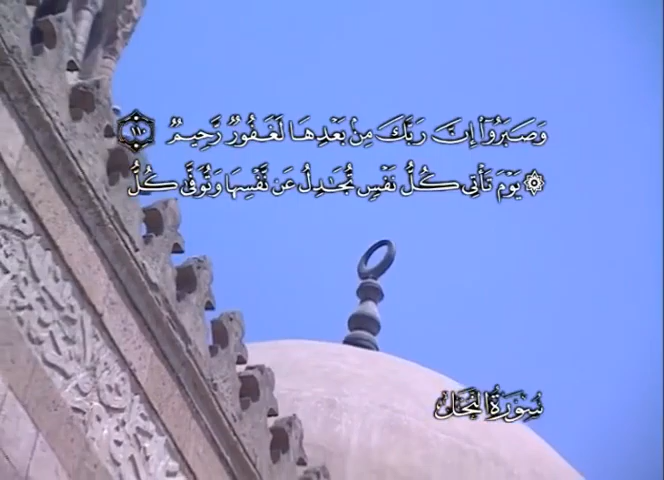 وَصَبَرُوٓا۟ إِنَّ رَبَّكَ مِنۢ بَعْدِهَا لَغَفُورٌ رَّحِيمٌ ١١٠
۞ يَوْمَ تَأْتِى كُلُّ نَفْسٍ تُجَٰدِلُ عَن نَّفْسِهَا وَتُوَفَّىٰ كُلُّ
سُورَةُ النَّحْلِ